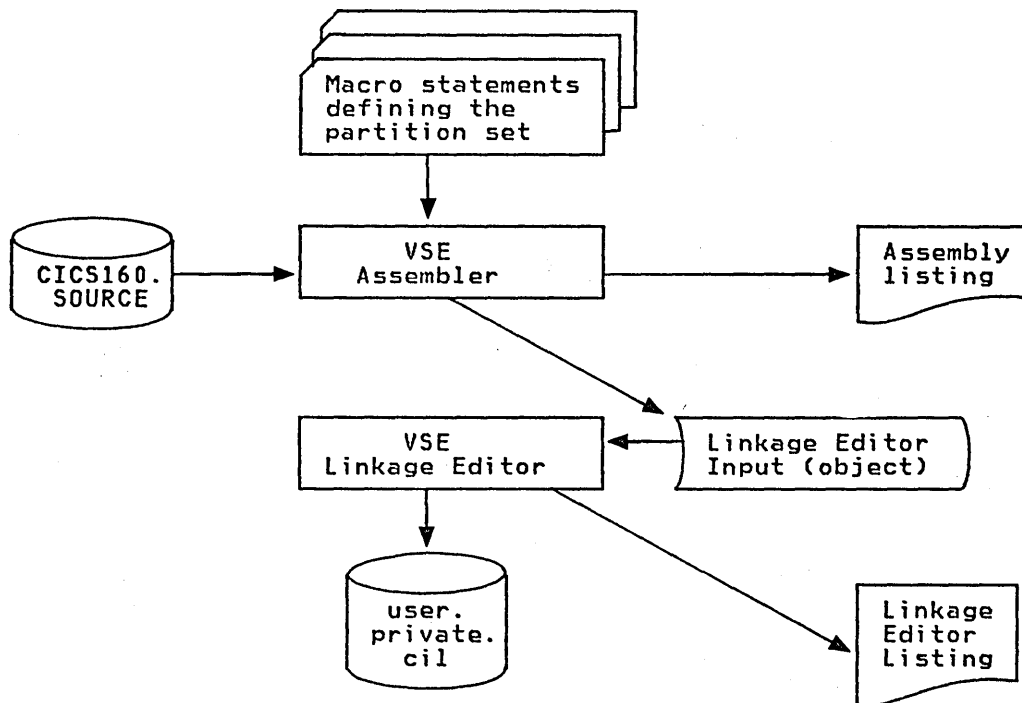 Macro statements
defining the
partition set
CICS160.
SOURCE
VSE
Assembler
Assembly
listing
VSE
Linkage Editor
Linkage Editor
Input (object)
user.
private.
cil
Linkage
Editor
Listing